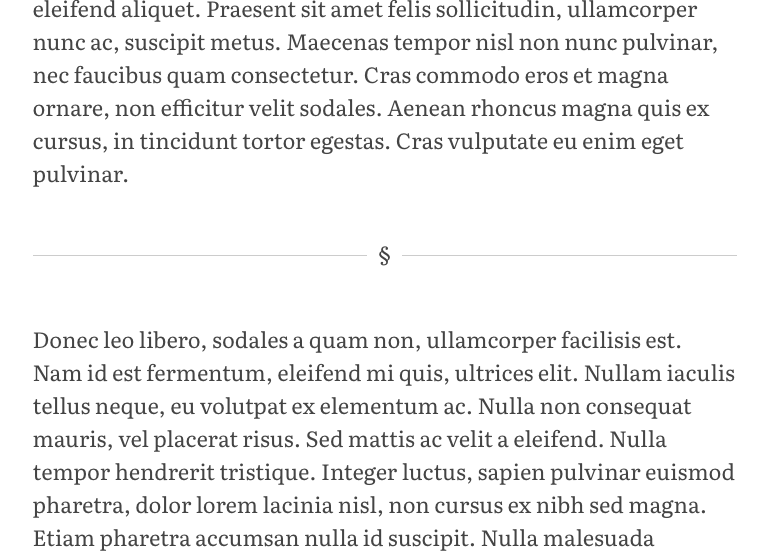 eleifend aliquet. Praesent sit amet felis sollicitudin, ullamcorper
nunc ac, suscipit metus. Maecenas tempor nisl non nunc pulvinar,
nec faucibus quam consectetur. Cras commodo eros et magna
ornare, non efficitur velit sodales. Aenean rhoncus magna quis ex
cursus, in tincidunt tortor egestas. Cras vulputate eu enim eget
pulvinar.
§
Donec leo libero, sodales a quam non, ullamcorper facilisis est.
Nam id est fermentum, eleifend mi quis, ultrices elit. Nullam iaculis
tellus neque, eu volutpat ex elementum ac. Nulla non consequat
mauris, vel placerat risus. Sed mattis ac velit a eleifend. Nulla
tempor hendrerit tristique. Integer luctus, sapien pulvinar euismod
pharetra, dolor lorem lacinia nisl, non cursus ex nibh sed magna.
Etiam pharetra accumsan nulla id suscipit. Nulla malesuada